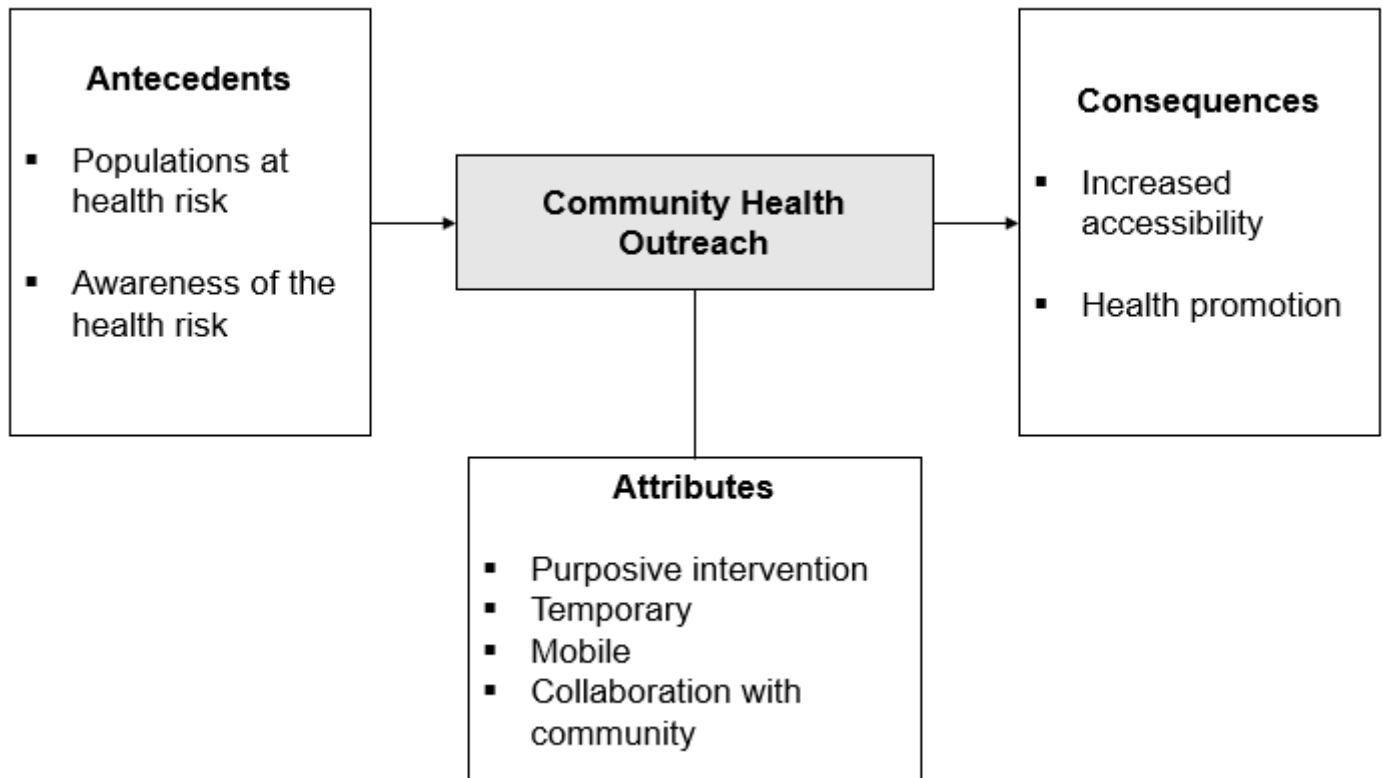 Antecedents
▪ Populations at
health risk
▪ Awareness of the
health risk
Community Health
Outreach
Consequences
▪ Increased
accessibility
▪ Health promotion
Attributes
▪ Purposive intervention
▪ Temporary
▪ Mobile
▪ Collaboration with
community